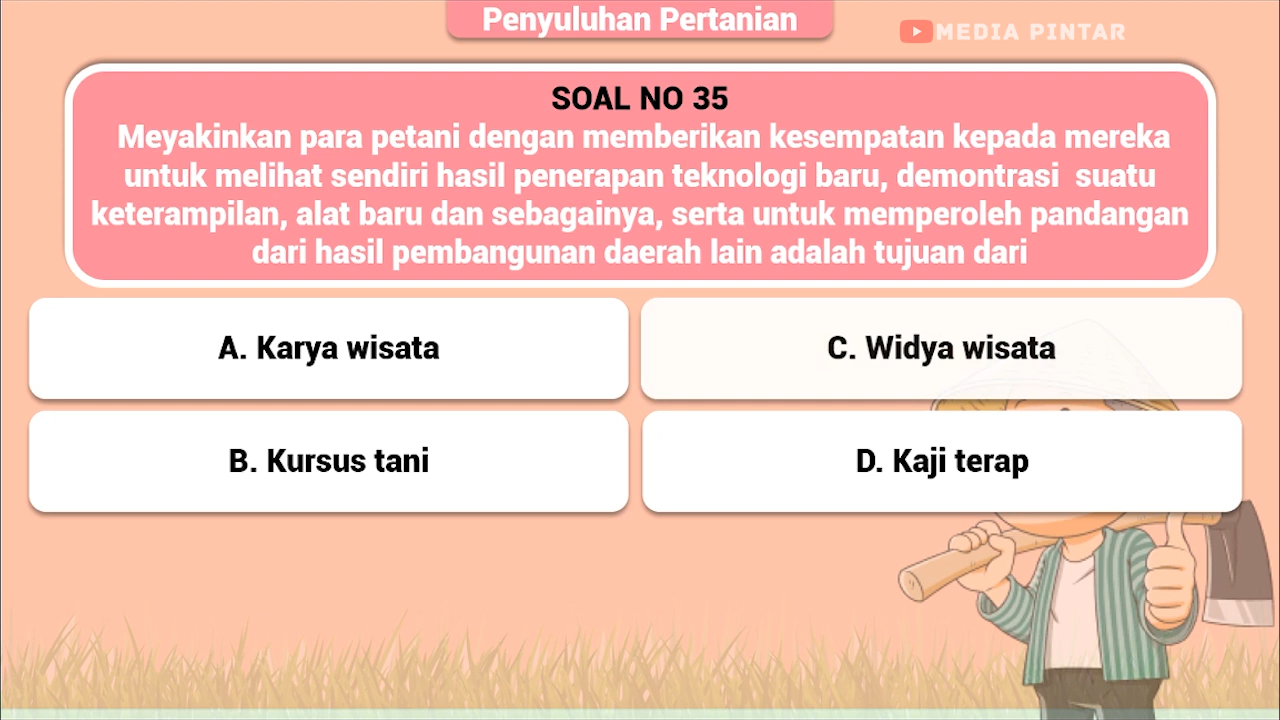 Penyuluhan Pertanian
MEDIA PINTAR
SOAL NO 35
Meyakinkan para petani dengan memberikan kesempatan kepada mereka
untuk melihat sendiri hasil penerapan teknologi baru, demontrasi  suatu
keterampilan, alat baru dan sebagainya, serta untuk memperoleh pandangan
dari hasil pembangunan daerah lain adalah tujuan dari
A. Karya wisata
C. Widya wisata
B. Kursus tani
D. Kaji terap